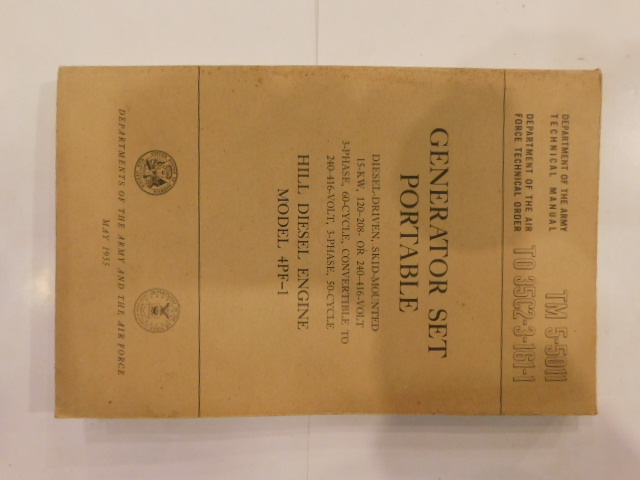 DEPARTMENT OF THE ARMY
TECHNICAL MANUAL
TM 5-5011
DEPARTMENT OF THE AIR
FORCE TECHNICAL ORDER
TO 35C2-3-161-1
GENERATOR SET
PORTABLE
DIESEL-DRIVEN, SKID-MOUNTED
15-KW, 120-208- OR 240-416-VOLT
3-PHASE, 60-CYCLE, CONVERTIBLE TO
240-416-VOLT, 3-PHASE, 50-CYCLE
HILL DIESEL ENGINE
MODEL 4PF-1
DEPARTMENTS OF THE ARMY AND THE AIR FORCE
MAY 1955